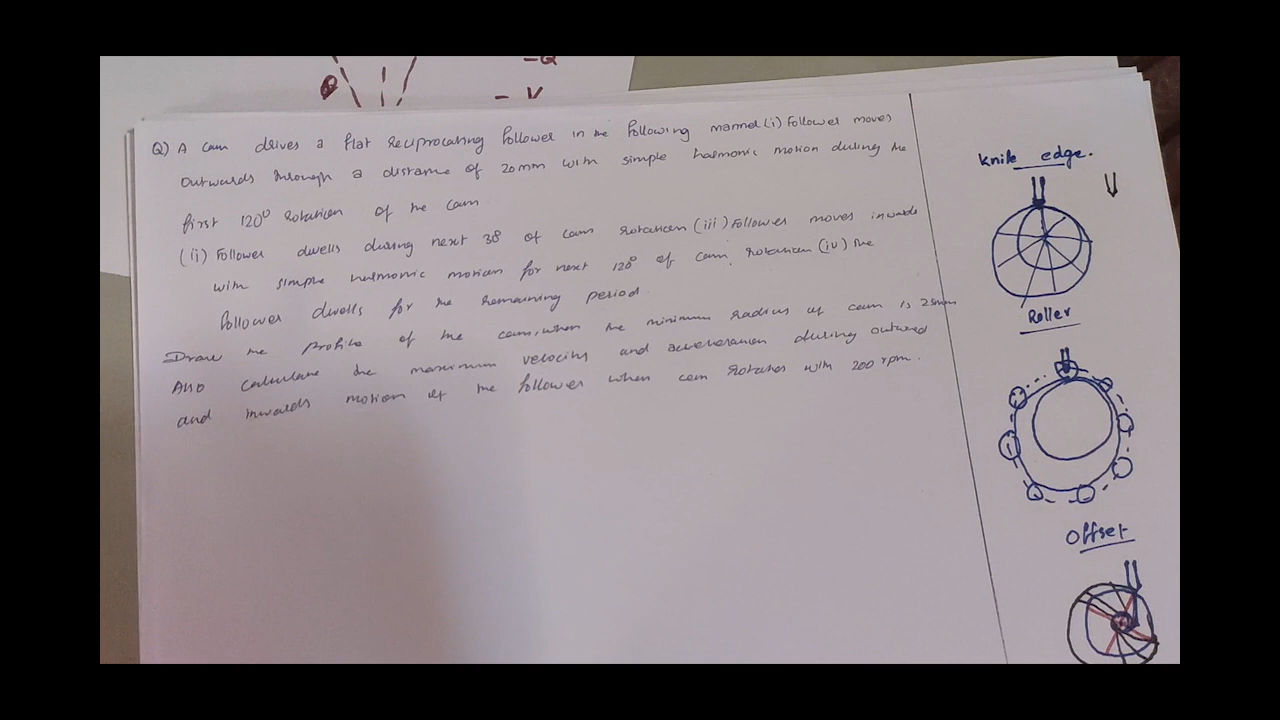 -Q
- V
Q) A cam drives a flat reciprocating follower in the following manner (i) Follower moves
outwards through a distance of 20mm with simple harmonic motion during the
first 120° rotation of the cam
(ii) Follower dwells during next 30° of cam rotation (iii) Follower moves inwards
with simple harmonic motion for next 120° of cam rotation (iv) The
follower dwells for the remaining period.
Draw the profile of the cam, when the minimum radius of cam is 25mm
Also calculate the maximum velocity and acceleration during outward
and inwards motion of the follower when cam rotates with 200 rpm.
Knife edge.
Roller
Offset